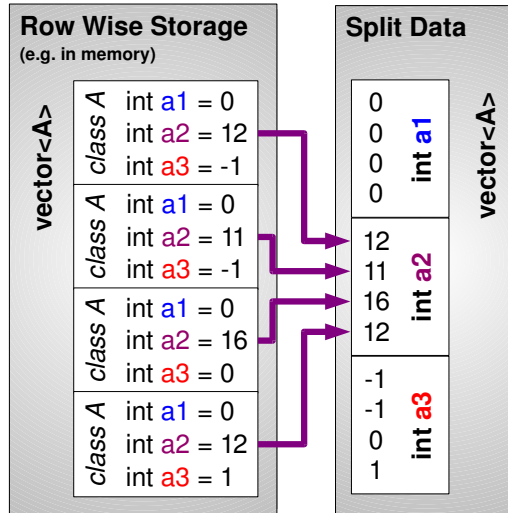 Row Wise Storage
(e.g. in memory)
vector<A>
class A
int a1 = 0
int a2 = 12
int a3 = -1
class A
int a1 = 0
int a2 = 11
int a3 = -1
class A
int a1 = 0
int a2 = 16
int a3 = 0
class A
int a1 = 0
int a2 = 12
int a3 = 1
Split Data
0
0
0
0
int a1
12
11
16
12
int a2
-1
-1
0
1
int a3
vector<A>